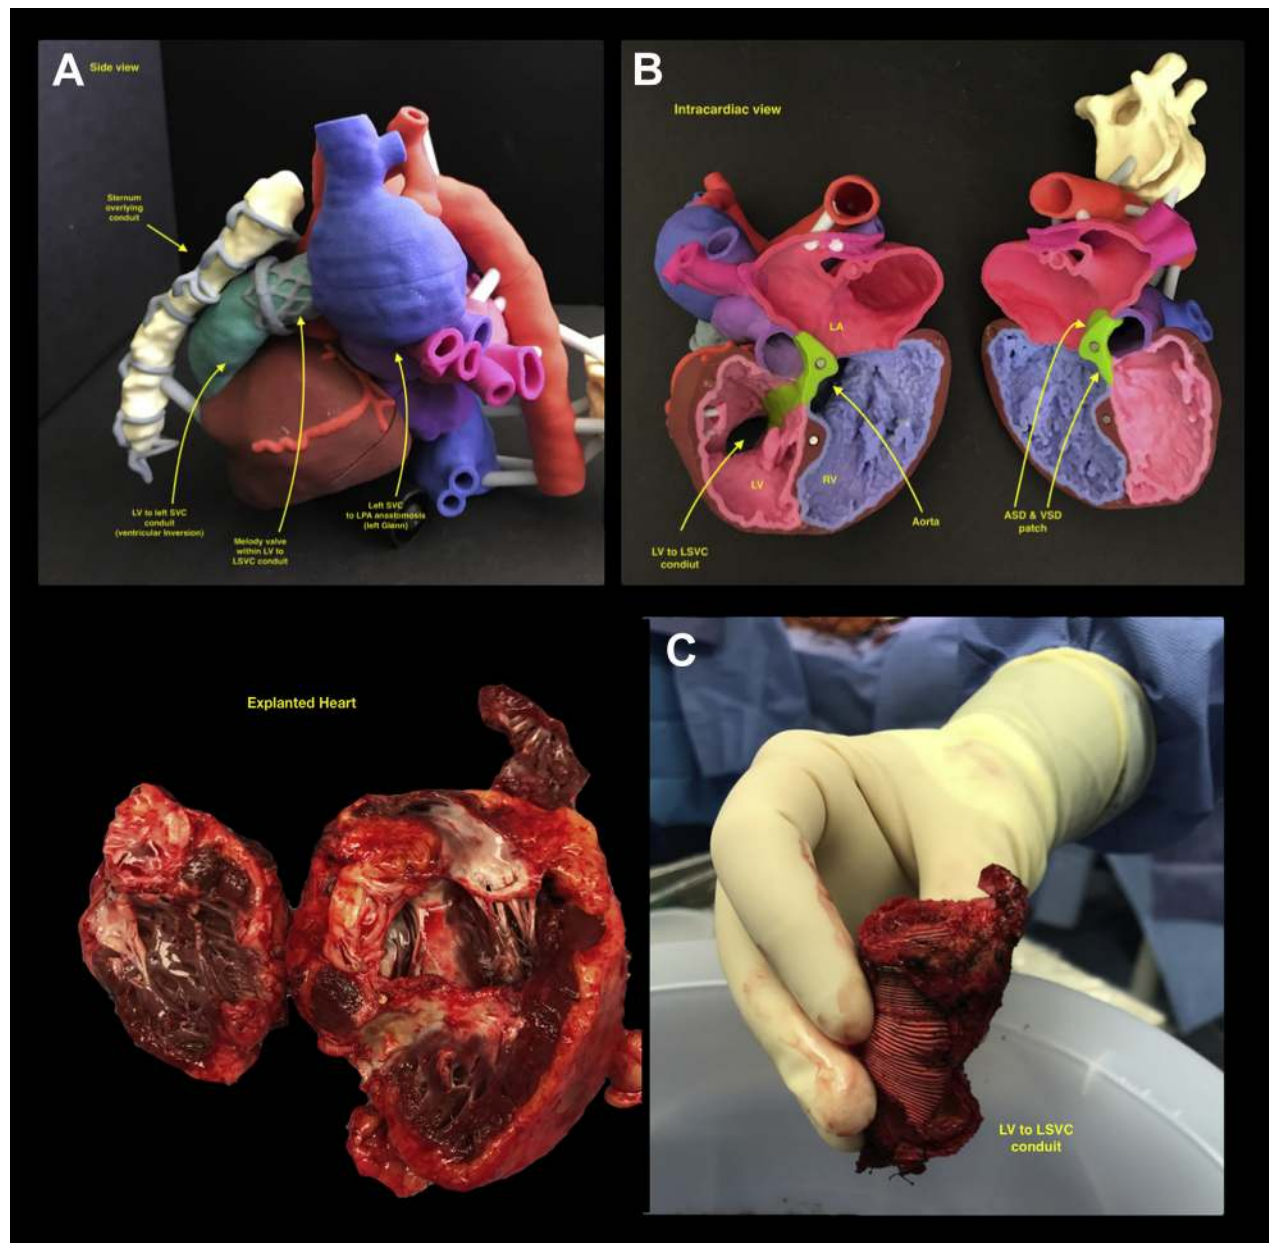 A
Side view
Sternum
overlying
conduit
LV to left SVC
conduit
(ventricular Inversion)
Melody valve
within LV to
LSVC conduit
Left SVC
to LPA anastomosis
(left Glenn)
B
Intracardiac view
LA
LV
RV
Aorta
LV to LSVC
condiut
ASD & VSD
patch
Explanted Heart
C
LV to LSVC
conduit